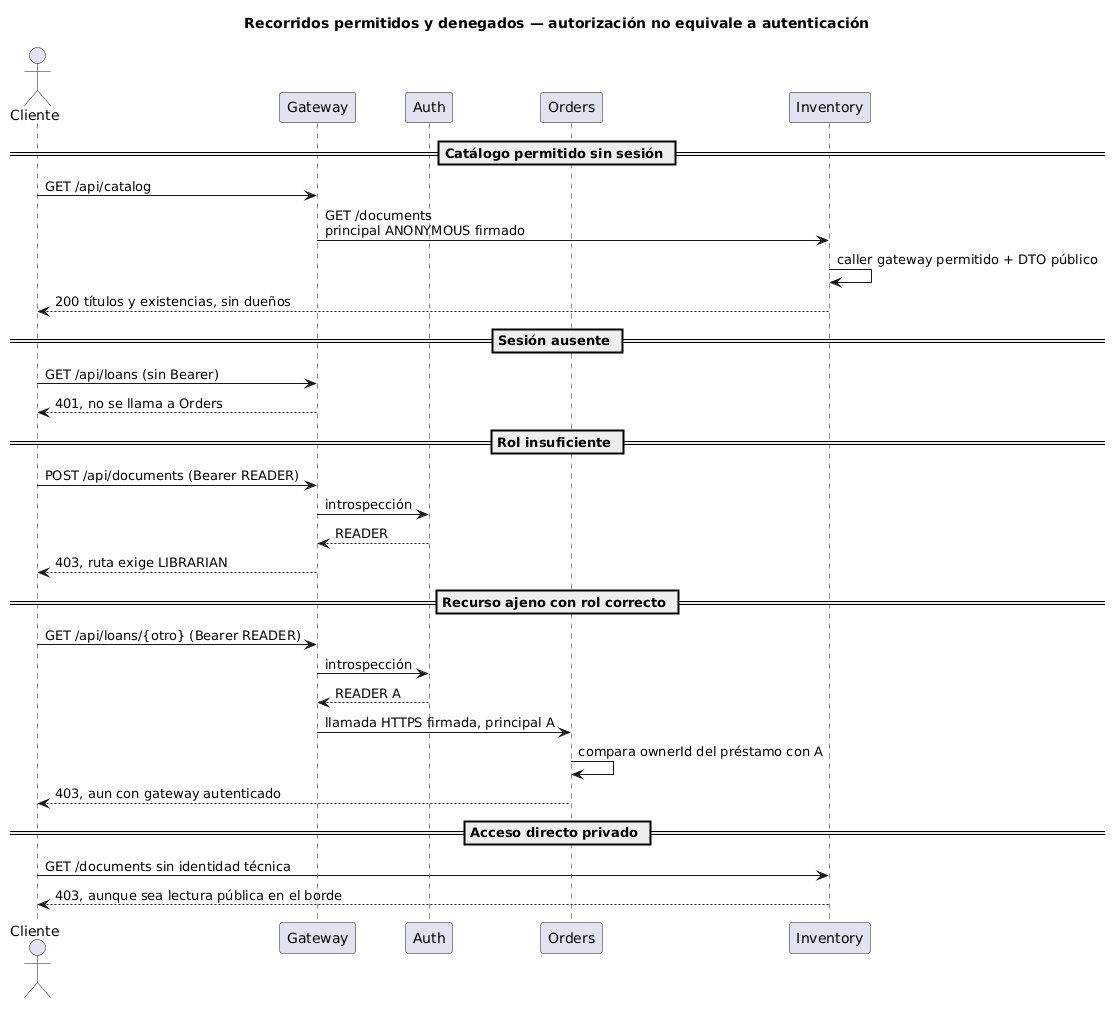 Recorridos permitidos y denegados — autorización no equivale a autenticación
Cliente
Gateway
Auth
Orders
Inventory
Catálogo permitido sin sesión
GET /api/catalog
GET /documents
principal ANONYMOUS firmado
caller gateway permitido + DTO público
200 títulos y existencias, sin dueños
Sesión ausente
GET /api/loans (sin Bearer)
401, no se llama a Orders
Rol insuficiente
POST /api/documents (Bearer READER)
introspección
READER
403, ruta exige LIBRARIAN
Recurso ajeno con rol correcto
GET /api/loans/{otro} (Bearer READER)
introspección
READER A
llamada HTTPS firmada, principal A
compara ownerId del préstamo con A
403, aun con gateway autenticado
Acceso directo privado
GET /documents sin identidad técnica
403, aunque sea lectura pública en el borde
Cliente
Gateway
Auth
Orders
Inventory